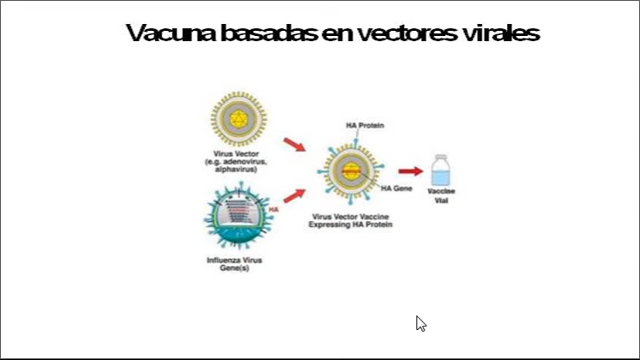 Vacuna basadas en vectores virales
HA Protein
Virus Vector
(e.g. adenovirus,
alphavirus)
HA Gene
Vaccine
Vial
HA
Virus Vector Vaccine
Expressing HA Protein
Influenza Virus
Gene(s)